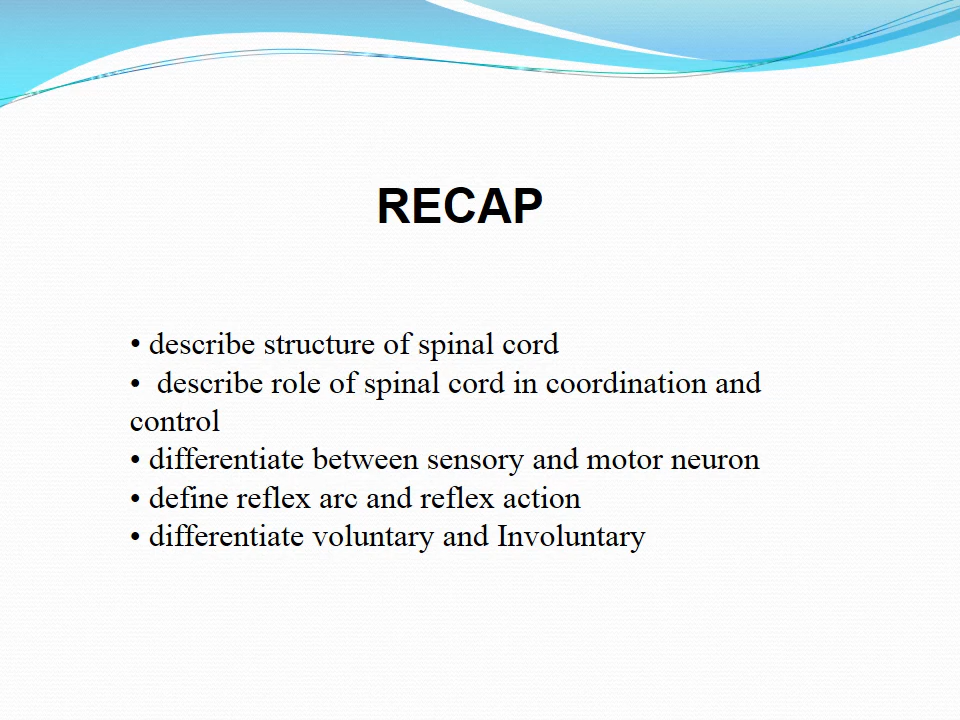 RECAP
• describe structure of spinal cord
•  describe role of spinal cord in coordination and
control
• differentiate between sensory and motor neuron
• define reflex arc and reflex action
• differentiate voluntary and Involuntary